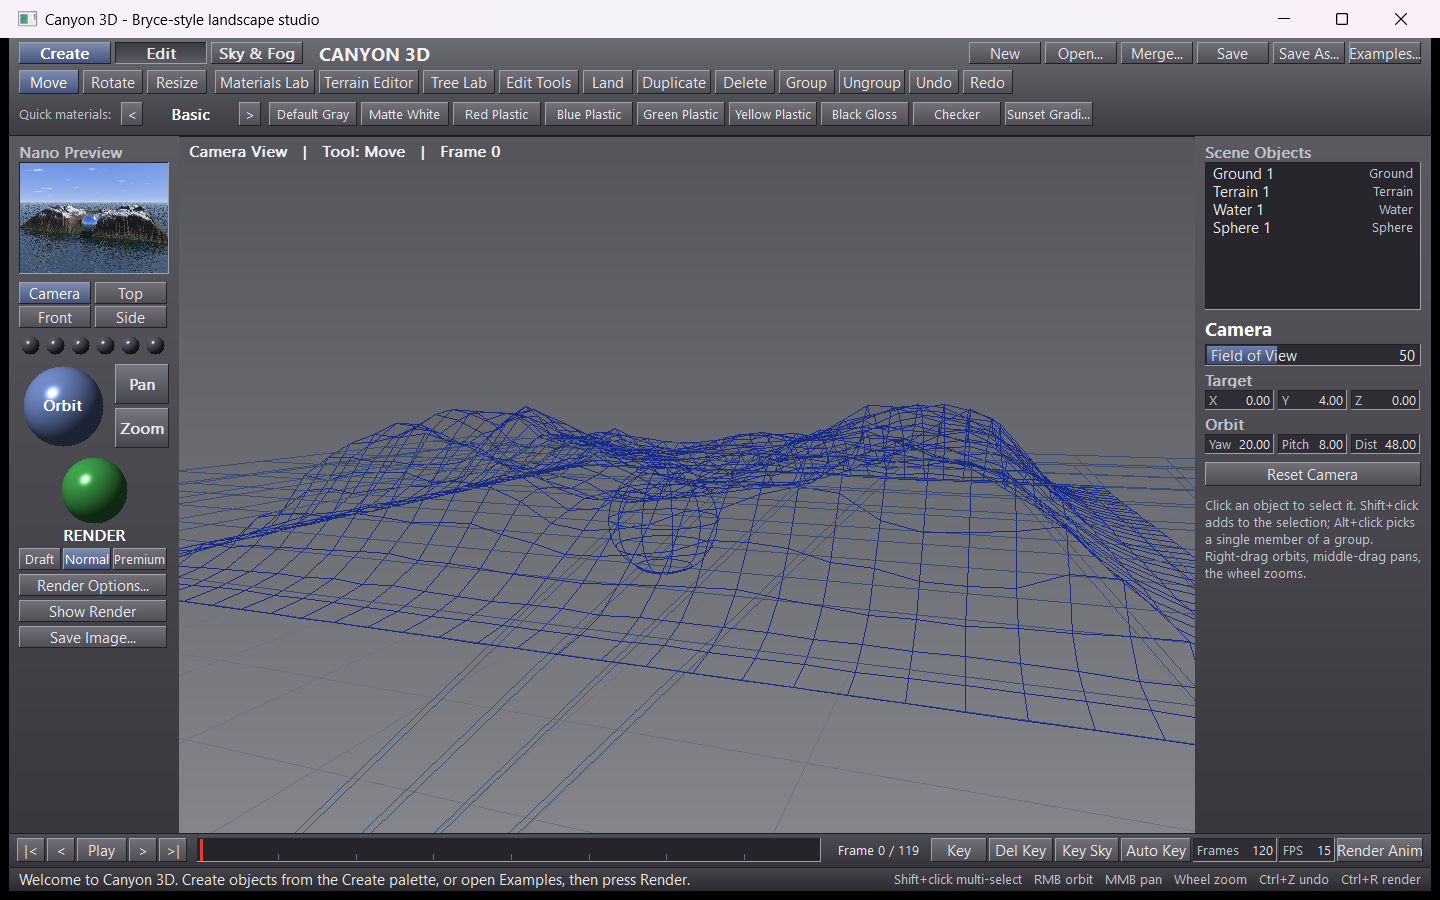 Canyon 3D - Bryce-style landscape studio
Create Edit Sky & Fog CANYON 3D New Open... Merge... Save Save As... Examples...
Move Rotate Resize Materials Lab Terrain Editor Tree Lab Edit Tools Land Duplicate Delete Group Ungroup Undo Redo
Quick materials: < Basic > Default Gray Matte White Red Plastic Blue Plastic Green Plastic Yellow Plastic Black Gloss Checker Sunset Gradi...
Nano Preview
Camera Top
Front Side
Orbit
Pan
Zoom
RENDER
Draft Normal Premium
Render Options...
Show Render
Save Image...
Camera View | Tool: Move | Frame 0
Scene Objects
Ground 1 Ground
Terrain 1 Terrain
Water 1 Water
Sphere 1 Sphere
Camera
Field of View 50
Target
X 0.00 Y 4.00 Z 0.00
Orbit
Yaw 20.00 Pitch 8.00 Dist 48.00
Reset Camera
Click an object to select it. Shift+click
adds to the selection; Alt+click picks
a single member of a group.
Right-drag orbits, middle-drag pans,
the wheel zooms.
|< < Play > >| Frame 0 / 119 Key Del Key Key Sky Auto Key Frames 120 FPS 15 Render Anim
Welcome to Canyon 3D. Create objects from the Create palette, or open Examples, then press Render. Shift+click multi-select RMB orbit MMB pan Wheel zoom Ctrl+Z undo Ctrl+R render